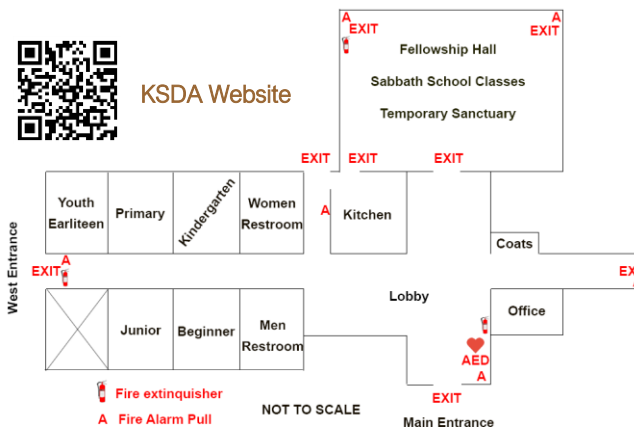 KSDA Website
A
EXIT
A
EXIT
Fellowship Hall
Sabbath School Classes
Temporary Sanctuary
EXIT
EXIT
EXIT
Youth
Earliteen
Primary
Kindergarten
Women
Restroom
A
Kitchen
Coats
West Entrance
A
EXIT
EXIT
Lobby
Junior
Beginner
Men
Restroom
Office
AED
A
EXIT
Main Entrance
Fire extinguisher
A Fire Alarm Pull
NOT TO SCALE